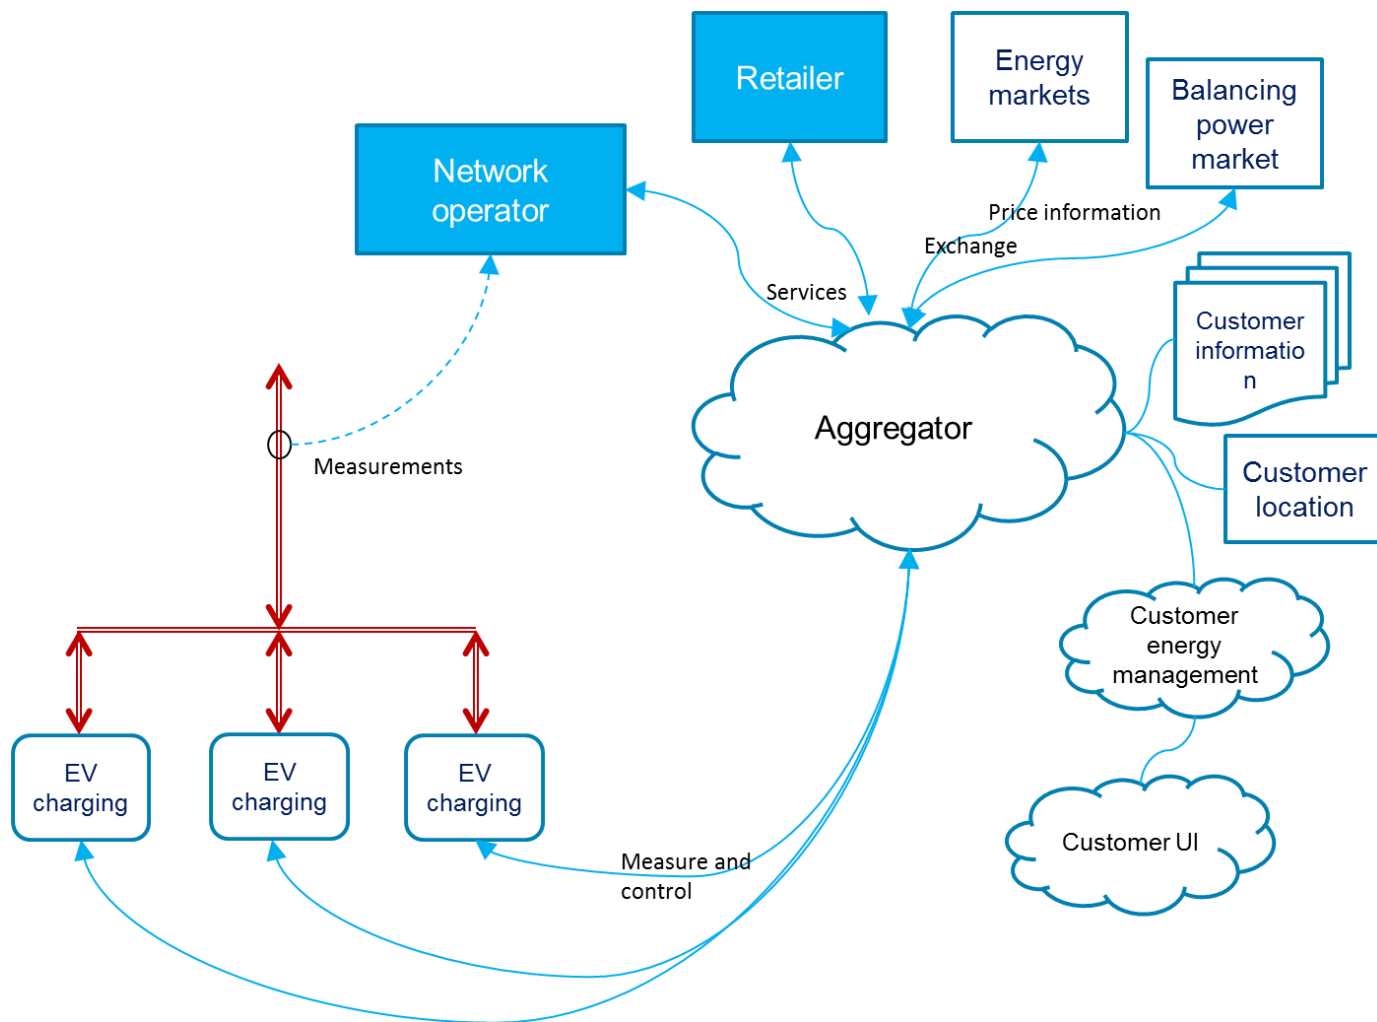 Retailer
Energy
markets
Balancing
power
market
Network
operator
Price information
Exchange
Services
Customer
informatio
n
Aggregator
Measurements
Customer
location
Customer
energy
management
EV
charging
EV
charging
EV
charging
Customer UI
Measure and
control